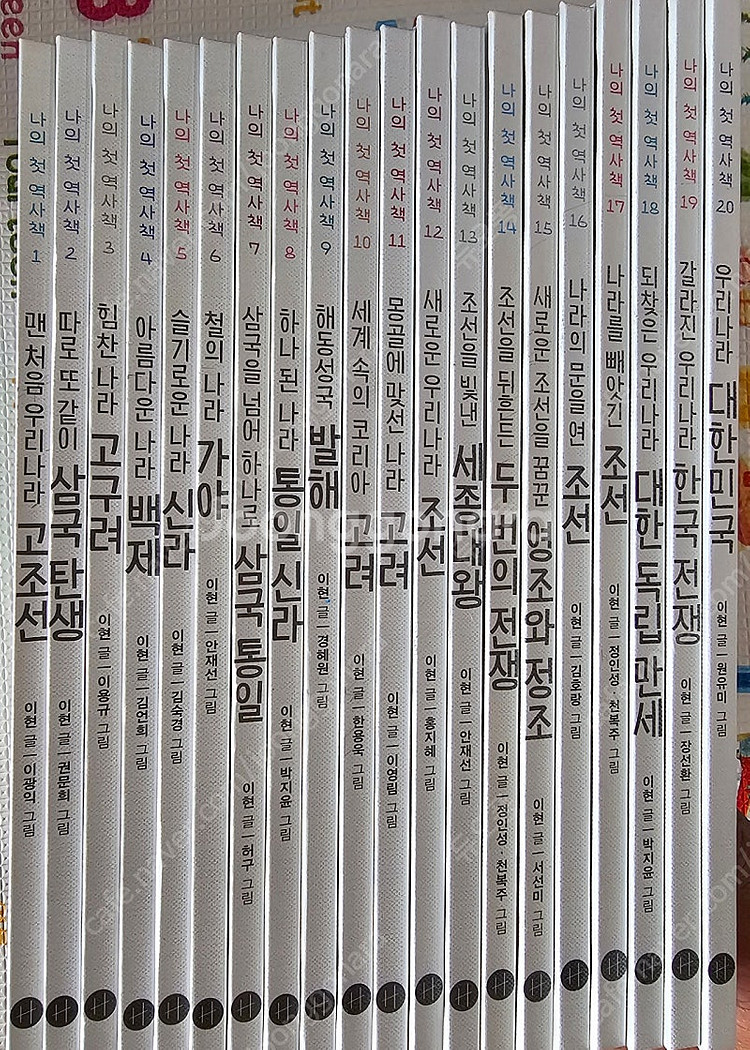 나의 첫 역사책 1 맨 처음 우리나라 고조선 이현 글 | 이광익 그림
나의 첫 역사책 2 따로 또 같이 삼국 탄생 이현 글 | 권문희 그림
나의 첫 역사책 3 힘찬 나라 고구려 이현 글 | 이용규 그림
나의 첫 역사책 4 아름다운 나라 백제 이현 글 | 김언희 그림
나의 첫 역사책 5 슬기로운 나라 신라 이현 글 | 김숙경 그림
나의 첫 역사책 6 철의 나라 가야 이현 글 | 안재선 그림
나의 첫 역사책 7 삼국을 넘어 하나로 삼국 통일 이현 글 | 허구 그림
나의 첫 역사책 8 하나 된 나라 통일 신라 이현 글 | 박지윤 그림
나의 첫 역사책 9 해동성국 발해 이현 글 | 경혜원 그림
나의 첫 역사책 10 세계 속의 코리아 고려 이현 글 | 한용욱 그림
나의 첫 역사책 11 몽골에 맞선 나라 고려 이현 글 | 이영림 그림
나의 첫 역사책 12 새로운 우리나라 조선 이현 글 | 홍지혜 그림
나의 첫 역사책 13 조선을 빛낸 세종 대왕 이현 글 | 안재선 그림
나의 첫 역사책 14 조선을 뒤흔든 두 번의 전쟁 이현 글 | 정인성·천복주 그림
나의 첫 역사책 15 새로운 조선을 꿈꾼 영조와 정조 이현 글 | 서선미 그림
나의 첫 역사책 16 나라의 문을 연 조선 이현 글 | 김호랑 그림
나의 첫 역사책 17 나라를 빼앗긴 조선 이현 글 | 정인성·천복주 그림
나의 첫 역사책 18 되찾은 우리나라 대한 독립 만세 이현 글 | 박지윤 그림
나의 첫 역사책 19 갈라진 우리나라 한국 전쟁 이현 글 | 장선환 그림
나의 첫 역사책 20 우리나라 대한민국 이현 글 | 원유미 그림